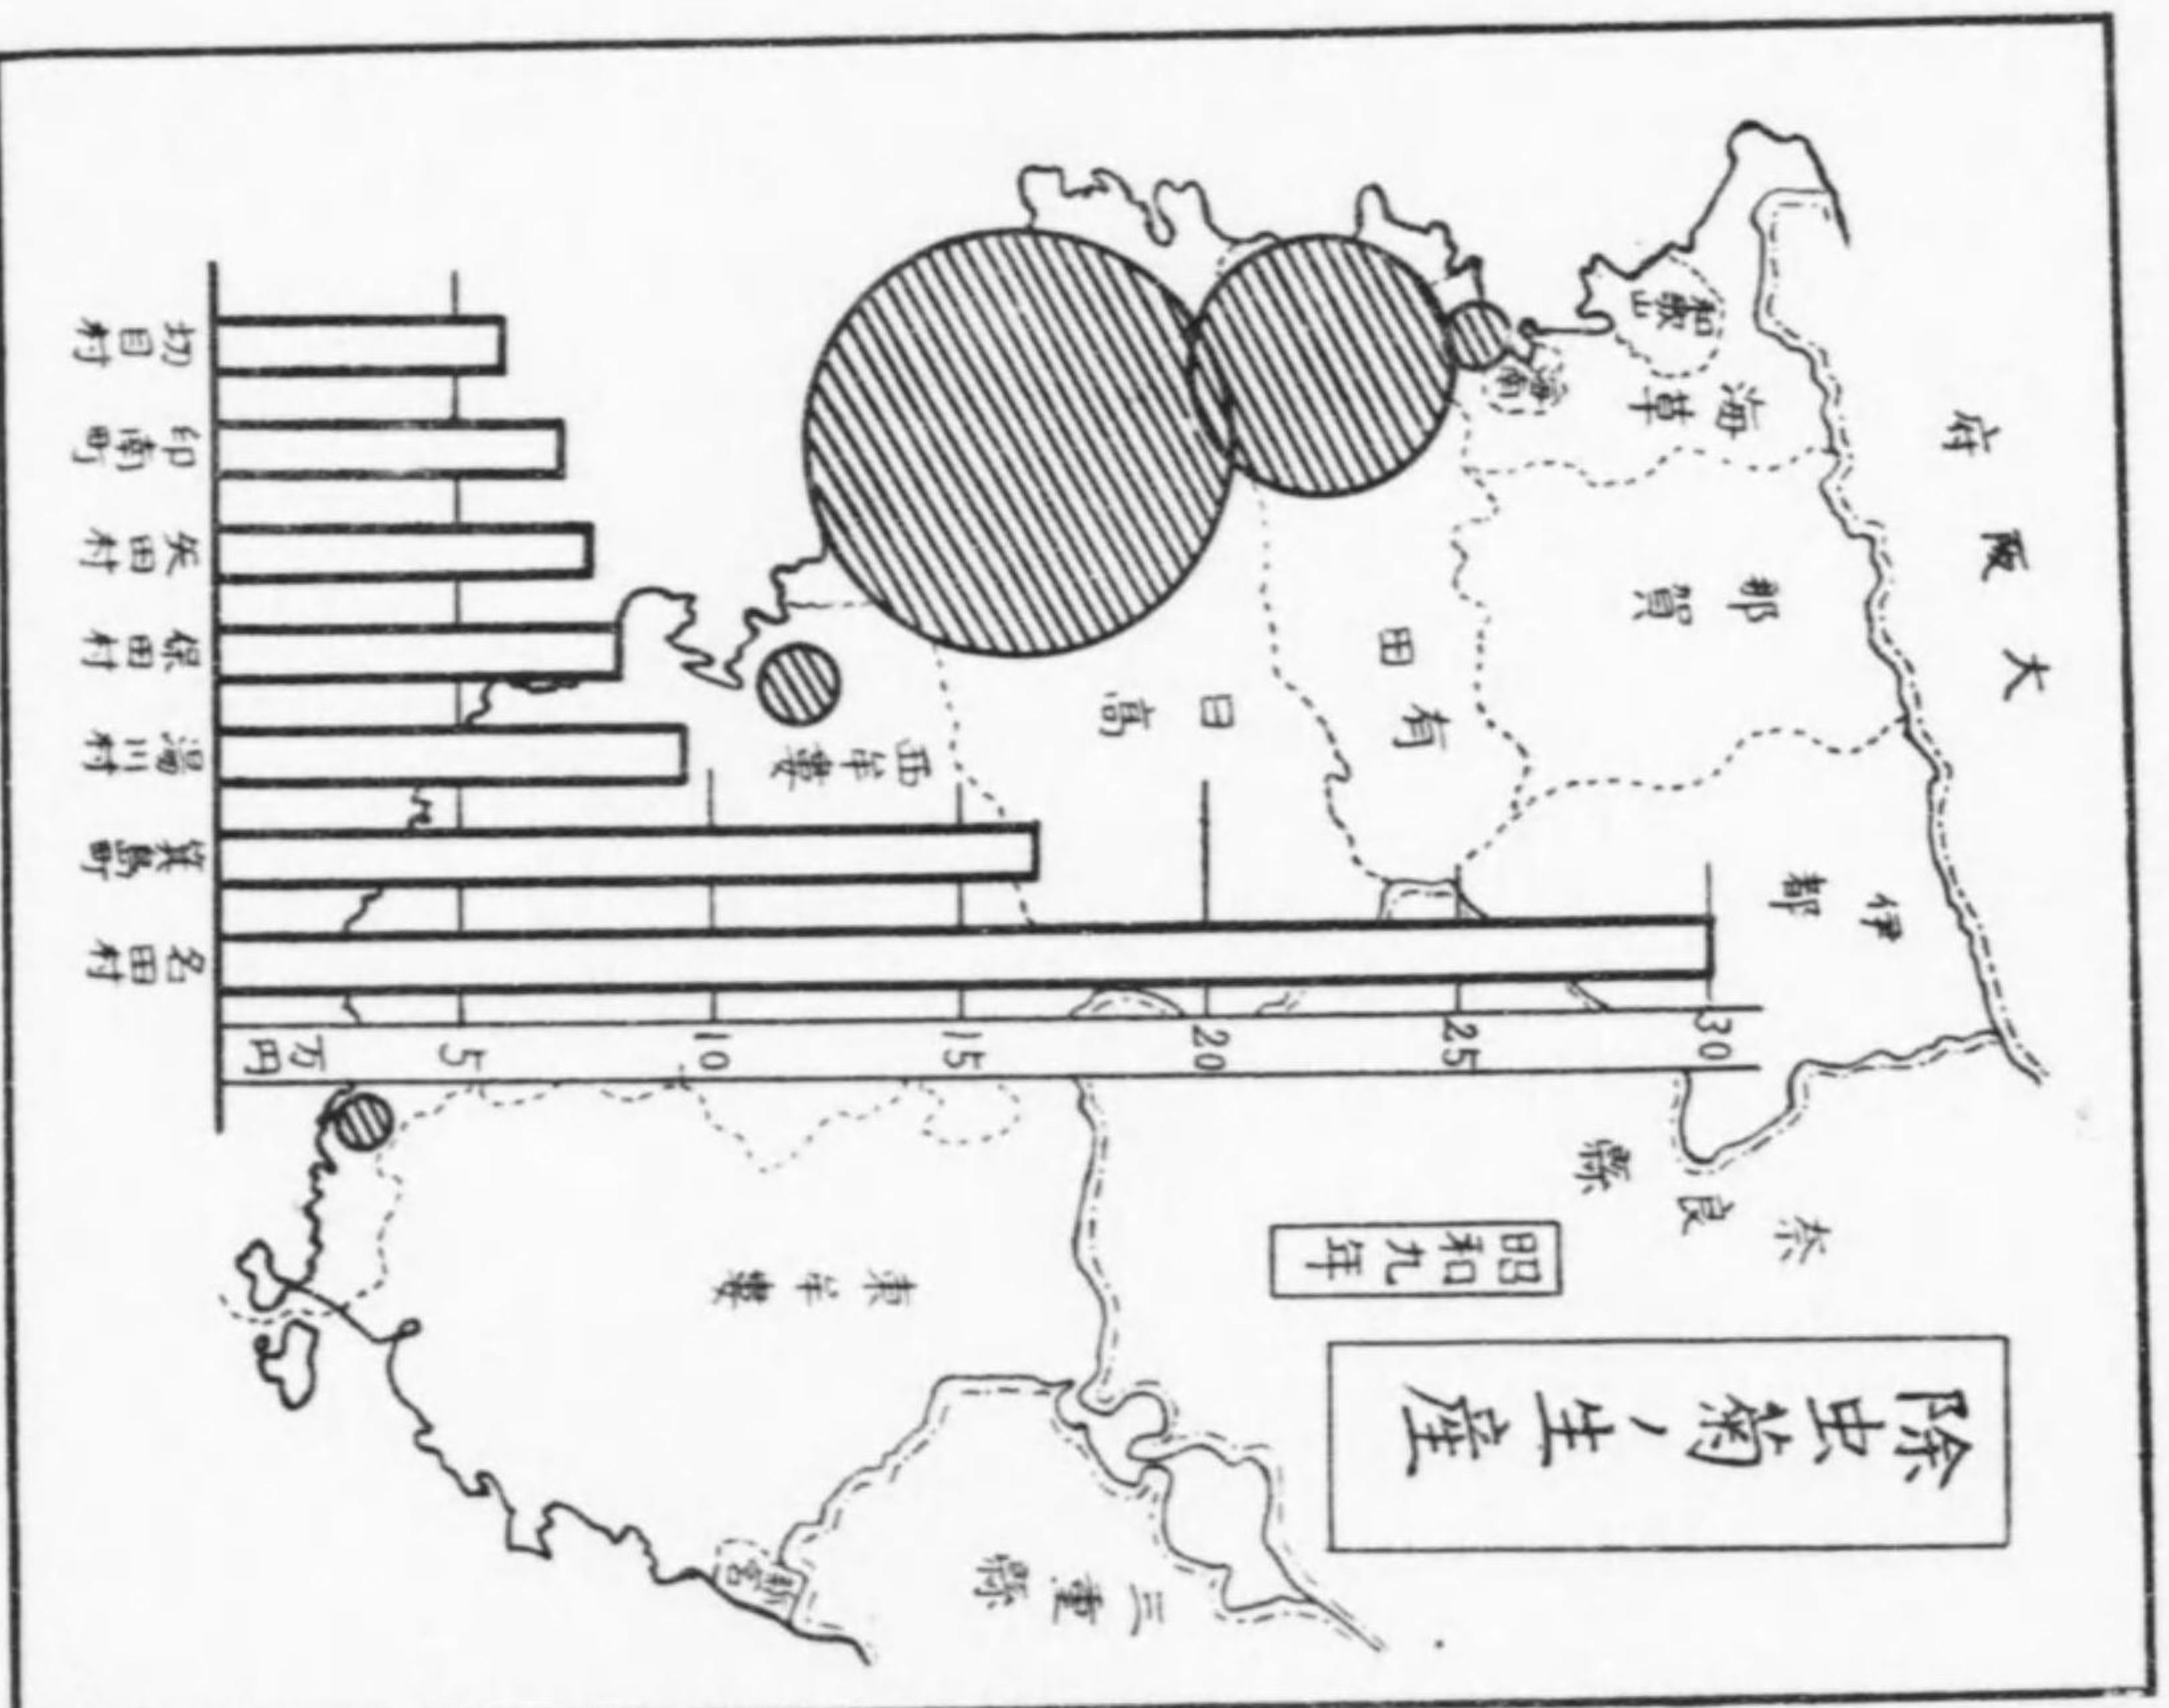 除虫菊ノ生産
昭和九年
大阪府
奈良縣
三重縣
和歌山
海草
海南
那賀
伊都
有田
日高
西牟婁
東牟婁
新宮
30
25
20
15
10
5
万円
名田村
箕島町
湯川村
保田村
矢田村
印南町
切目村